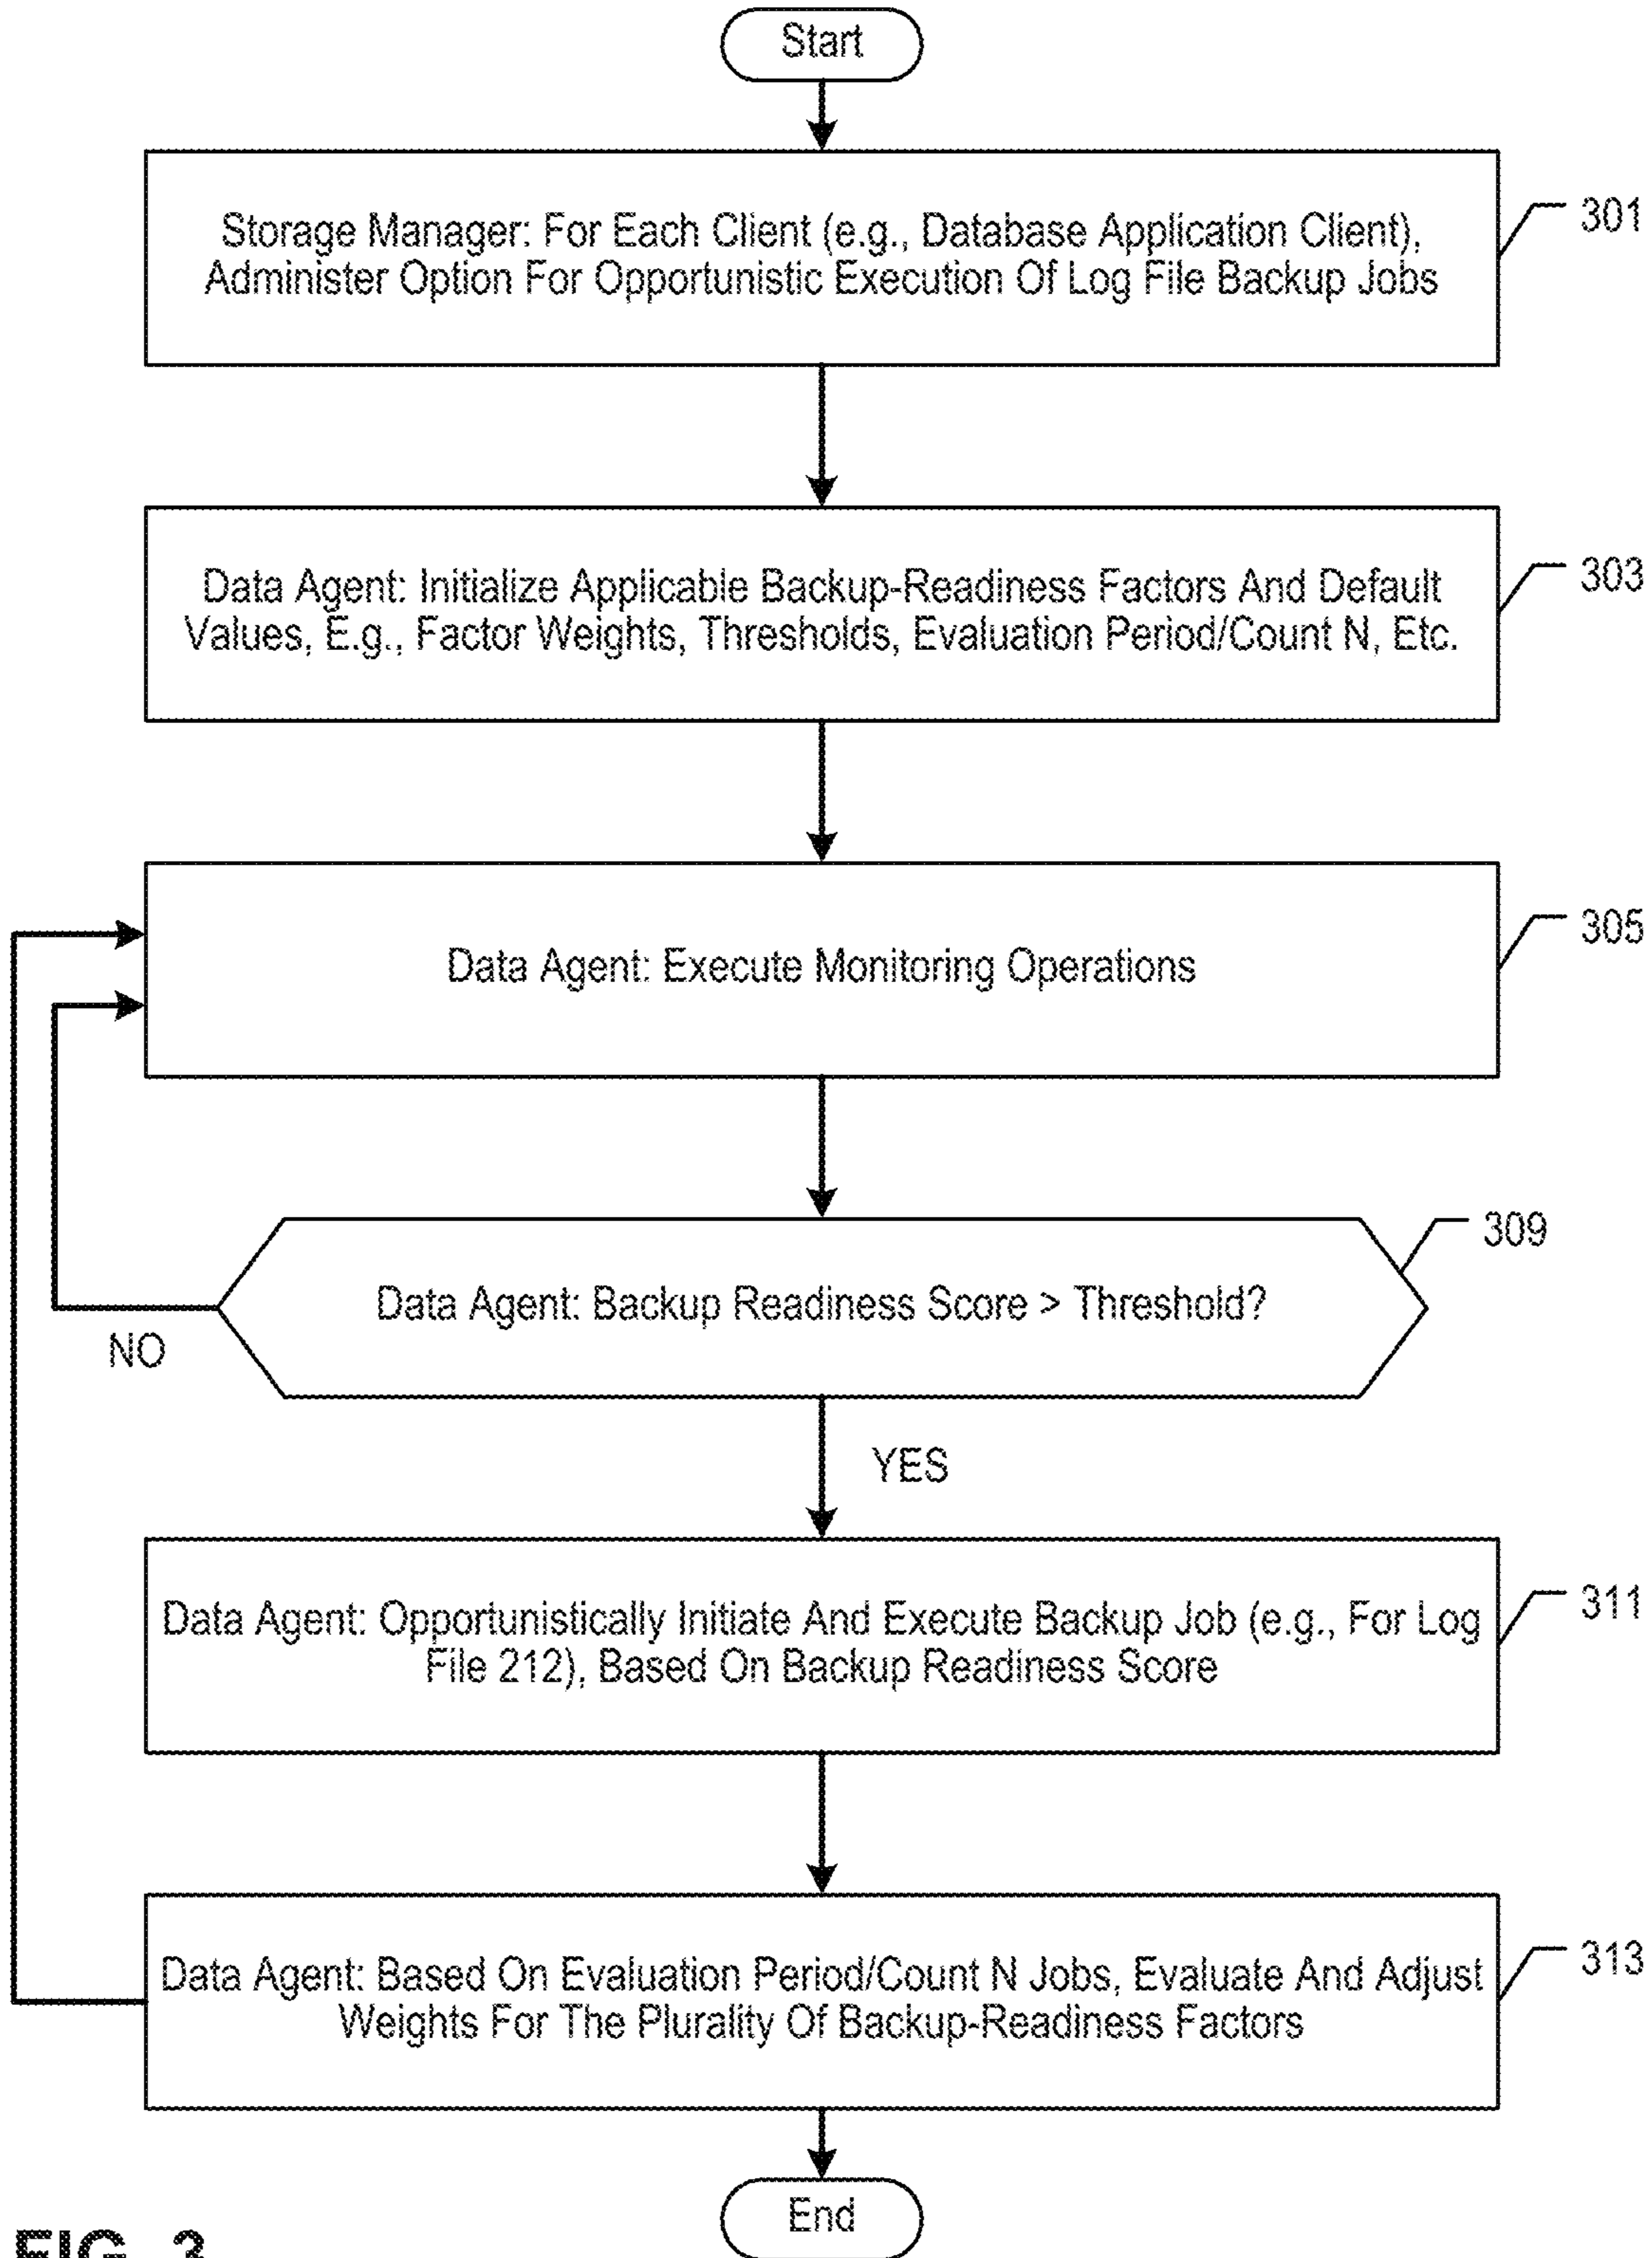 Start
Storage Manager: For Each Client (e.g., Database Application Client),
Administer Option For Opportunistic Execution Of Log File Backup Jobs
301
Data Agent: Initialize Applicable Backup-Readiness Factors And Default
Values, E.g., Factor Weights, Thresholds, Evaluation Period/Count N, Etc.
303
Data Agent: Execute Monitoring Operations
305
Data Agent: Backup Readiness Score > Threshold?
309
NO
YES
Data Agent: Opportunistically Initiate And Execute Backup Job (e.g., For Log
File 212), Based On Backup Readiness Score
311
Data Agent: Based On Evaluation Period/Count N Jobs, Evaluate And Adjust
Weights For The Plurality Of Backup-Readiness Factors
313
End
FIG. 3